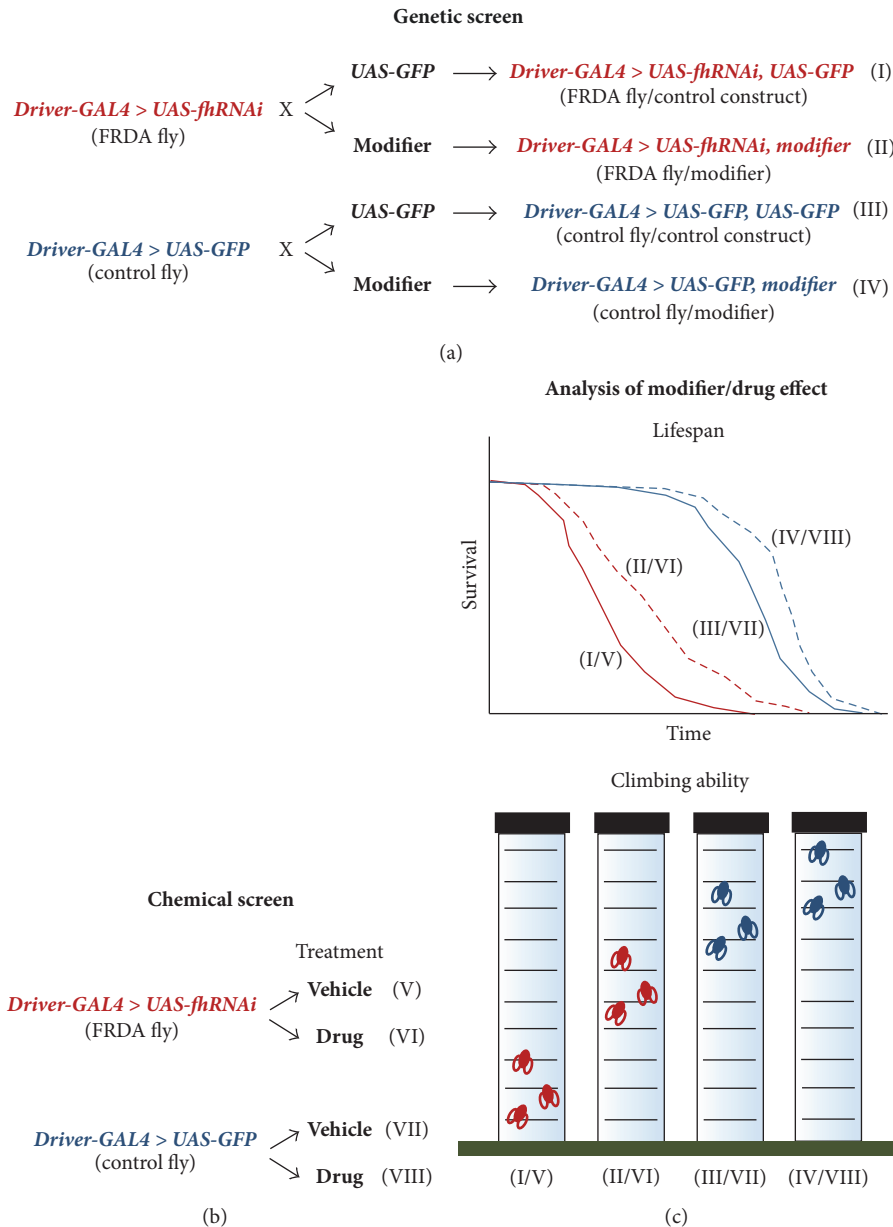 Genetic screen
UAS-GFP
Driver-GAL4 > UAS-fhRNAi, UAS-GFP (I)
(FRDA fly/control construct)
Driver-GAL4 > UAS-fhRNAi X
(FRDA fly)
Modifier
Driver-GAL4 > UAS-fhRNAi, modifier (II)
(FRDA fly/modifier)
UAS-GFP
Driver-GAL4 > UAS-GFP, UAS-GFP (III)
(control fly/control construct)
Driver-GAL4 > UAS-GFP X
(control fly)
Modifier
Driver-GAL4 > UAS-GFP, modifier (IV)
(control fly/modifier)
(a)
Analysis of modifier/drug effect
Lifespan
Survival
(IV/VIII)
(II/VI)
(III/VII)
(I/V)
Time
Climbing ability
(I/V) (II/VI) (III/VII) (IV/VIII)
Chemical screen
Treatment
Driver-GAL4 > UAS-fhRNAi
(FRDA fly)
Vehicle (V)
Drug (VI)
Driver-GAL4 > UAS-GFP
(control fly)
Vehicle (VII)
Drug (VIII)
(b)
(c)